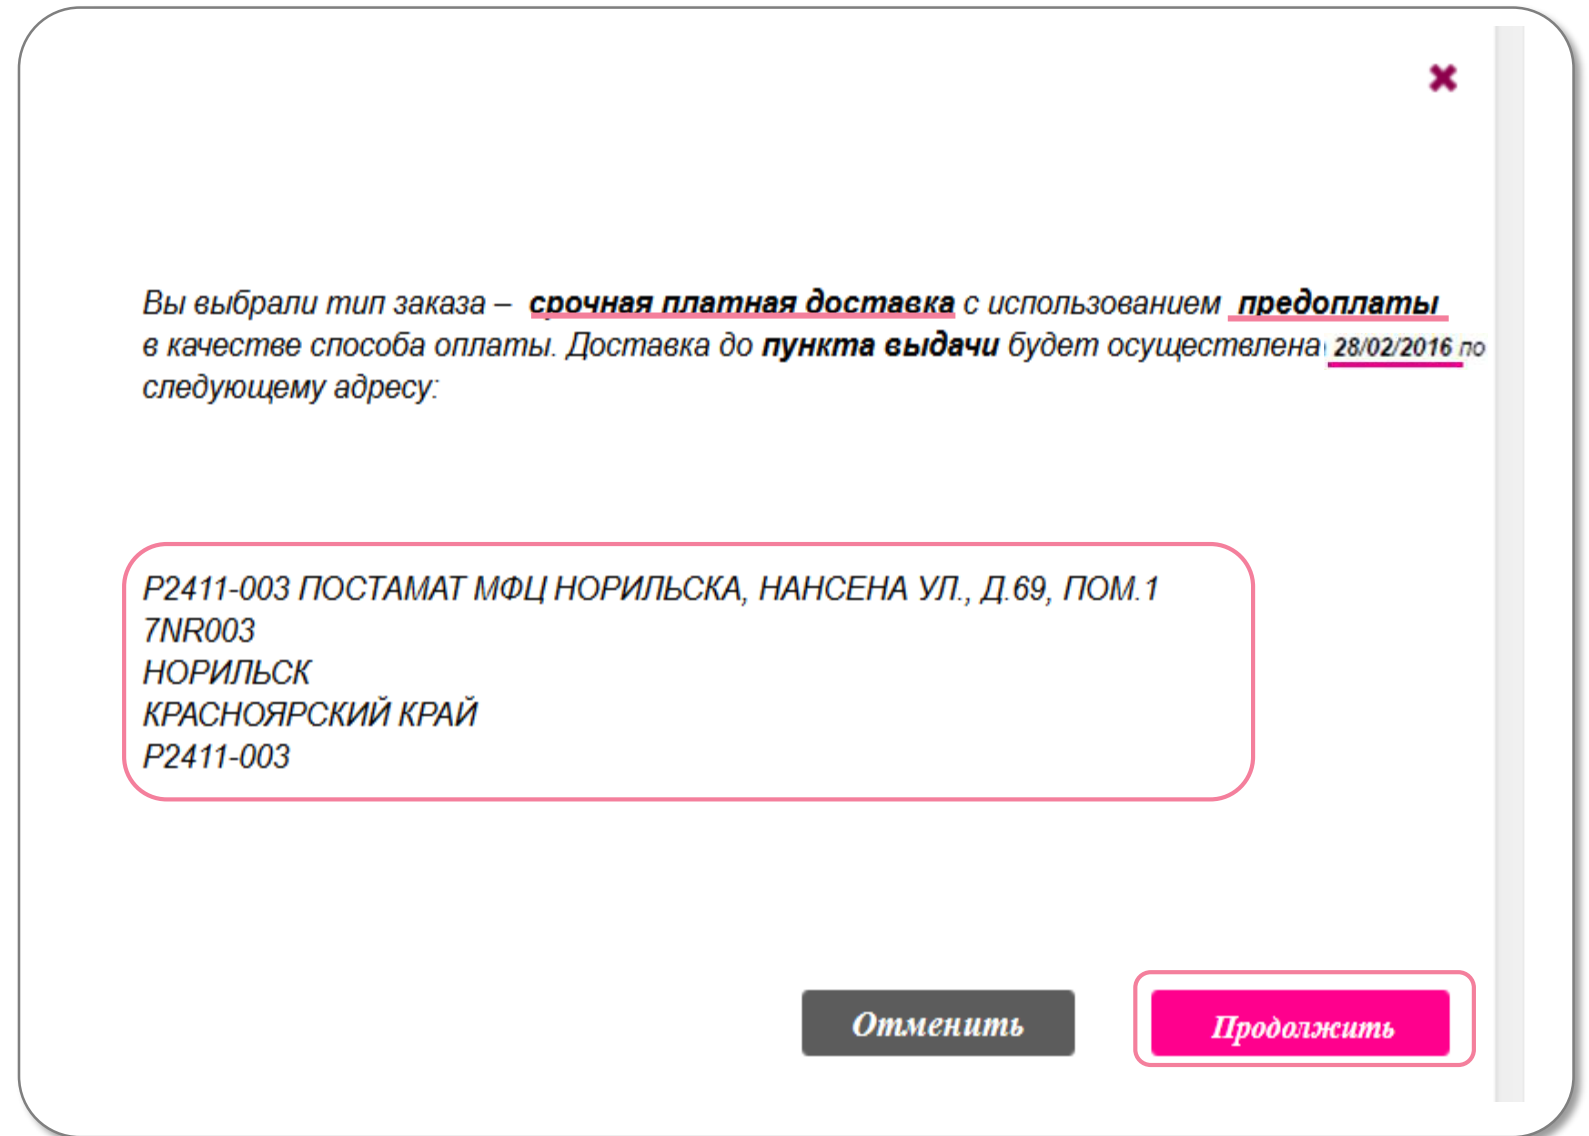 Вы выбрали тип заказа – срочная платная доставка с использованием предоплаты
в качестве способа оплаты. Доставка до пункта выдачи будет осуществлена 28/02/2016 по
следующему адресу:
P2411-003 ПОСТАМАТ МФЦ НОРИЛЬСКА, НАНСЕНА УЛ., Д.69, ПОМ.1
7NR003
НОРИЛЬСК
КРАСНОЯРСКИЙ КРАЙ
P2411-003
Отменить Продолжить